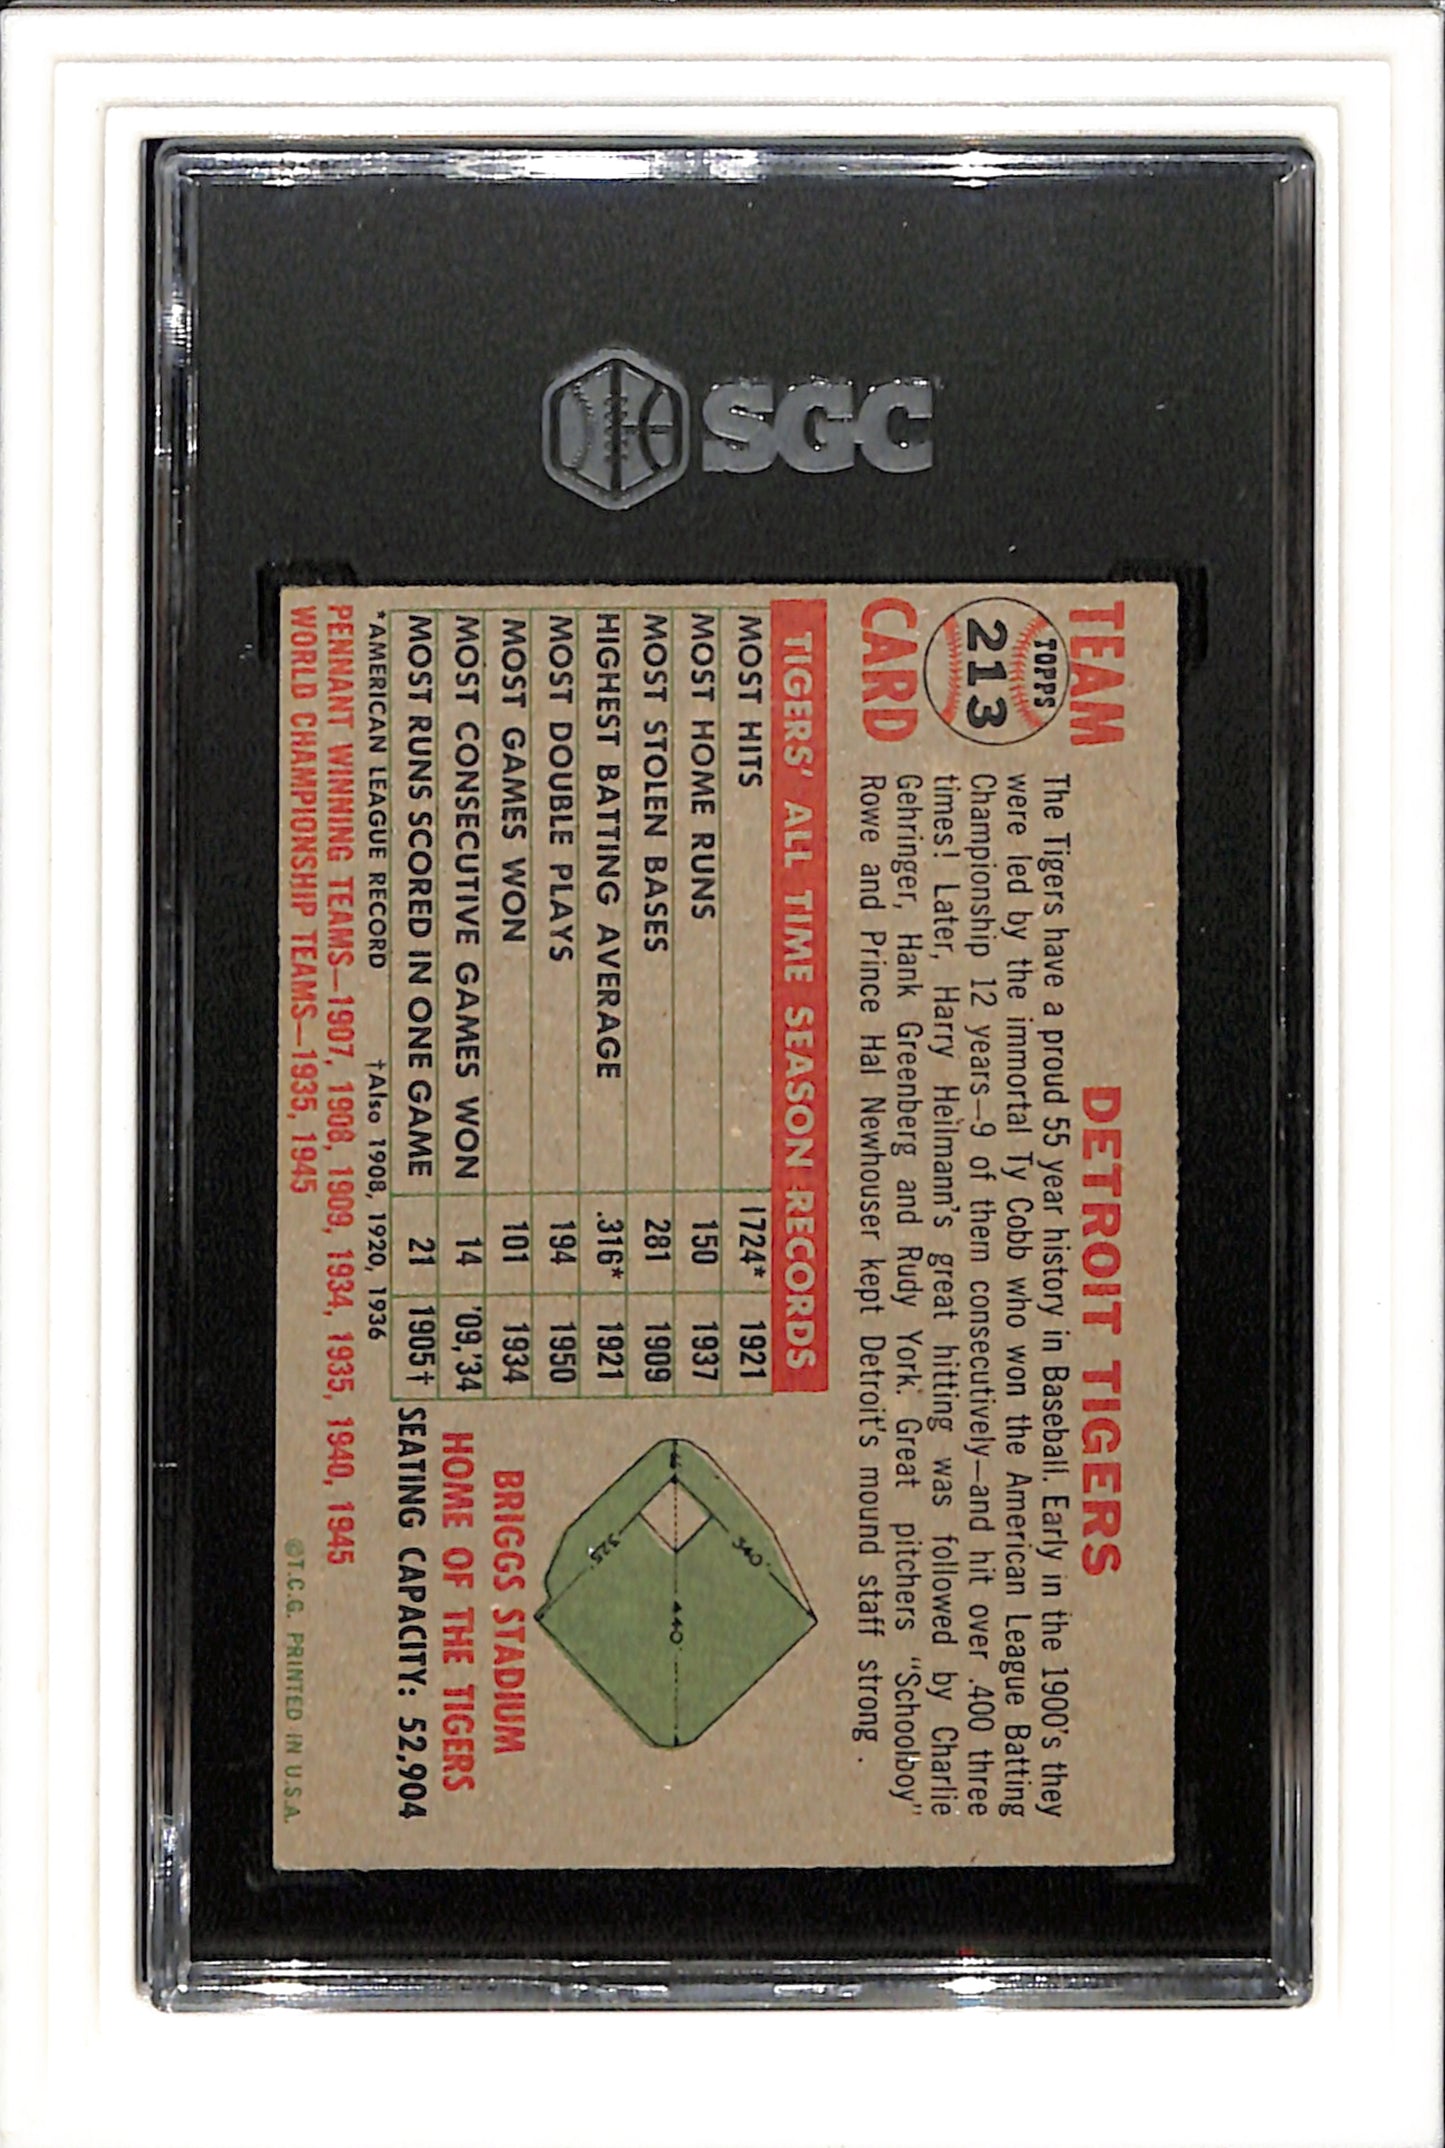 SGC
TEAM
TOPPS
213
CARD
DETROIT TIGERS
The Tigers have a proud 55 year history in Baseball. Early in the 1900's they
were led by the immortal Ty Cobb who won the American League Batting
Championship 12 years—9 of them consecutively—and hit over .400 three
times! Later, Harry Heilmann's great hitting was followed by Charlie
Gehringer, Hank Greenberg and Rudy York. Great pitchers "Schoolboy"
Rowe and Prince Hal Newhouser kept Detroit's mound staff strong.
TIGERS' ALL TIME SEASON RECORDS
MOST HITS 1724* 1921
MOST HOME RUNS 150 1937
MOST STOLEN BASES 281 1909
HIGHEST BATTING AVERAGE .316* 1921
MOST DOUBLE PLAYS 194 1950
MOST GAMES WON 101 1934
MOST CONSECUTIVE GAMES WON 14 '09,'34
MOST RUNS SCORED IN ONE GAME 21 1905†
*AMERICAN LEAGUE RECORD †Also 1908, 1920, 1936
PENNANT WINNING TEAMS—1907, 1908, 1909, 1934, 1935, 1940, 1945
WORLD CHAMPIONSHIP TEAMS—1935, 1945
340'
440'
325'
BRIGGS STADIUM
HOME OF THE TIGERS
SEATING CAPACITY: 52,904
©T.C.G. PRINTED IN U.S.A.